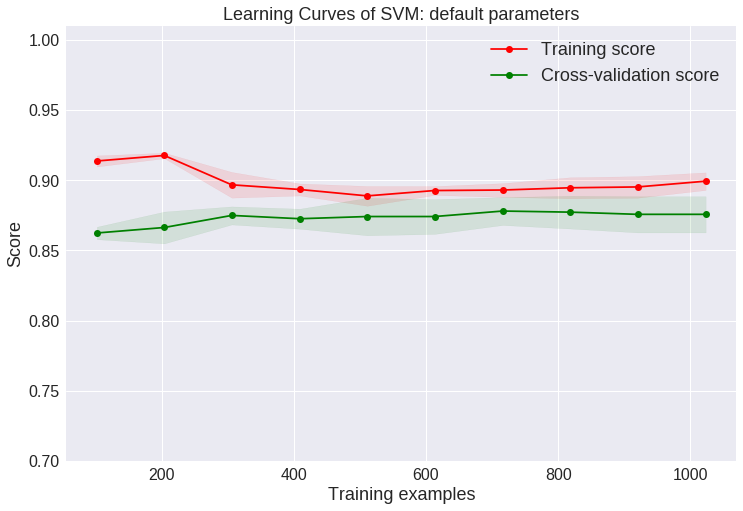 Learning Curves of SVM: default parameters
Training score
Cross-validation score
1.00
0.95
0.90
0.85
0.80
0.75
0.70
Score
200 400 600 800 1000
Training examples